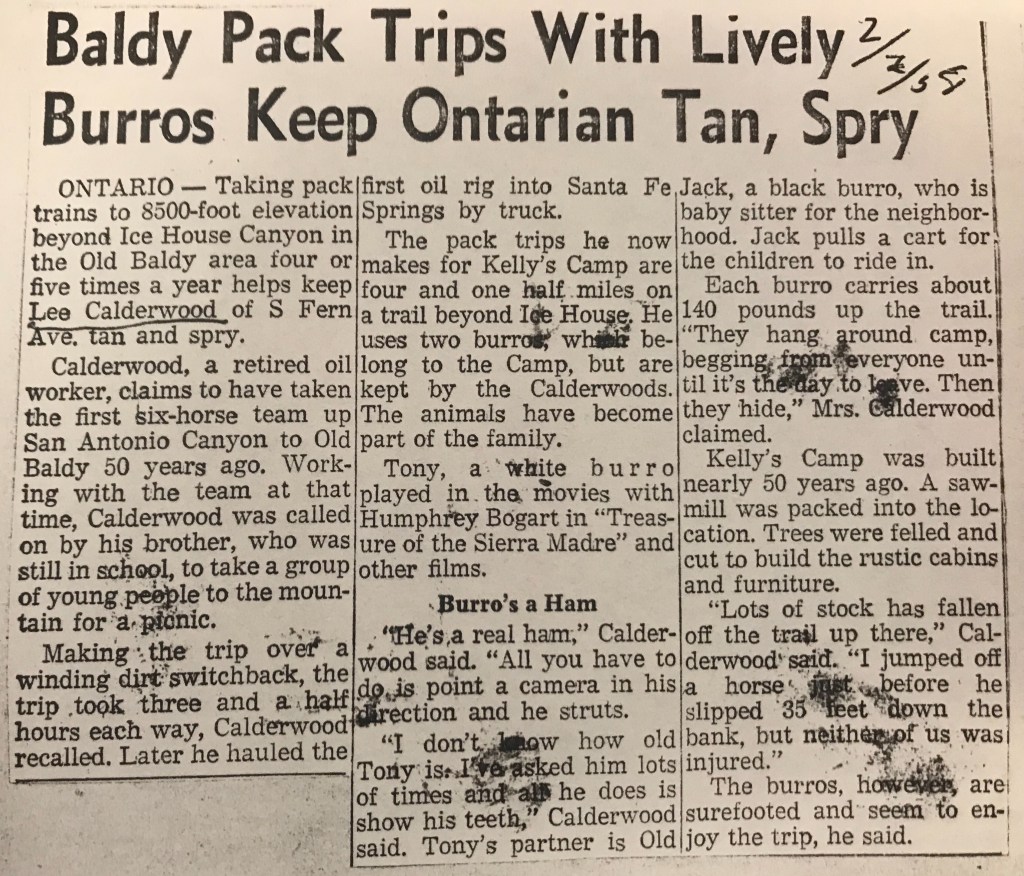 Baldy Pack Trips With Lively
Burros Keep Ontarian Tan, Spry
2/2/58
ONTARIO — Taking pack
trains to 8500-foot elevation
beyond Ice House Canyon in
the Old Baldy area four or
five times a year helps keep
Lee Calderwood of S Fern
Ave. tan and spry.
Calderwood, a retired oil
worker, claims to have taken
the first six-horse team up
San Antonio Canyon to Old
Baldy 50 years ago. Work-
ing with the team at that
time, Calderwood was called
on by his brother, who was
still in school, to take a group
of young people to the moun-
tain for a picnic.
Making the trip over a
winding dirt switchback, the
trip took three and a half
hours each way, Calderwood
recalled. Later he hauled the
first oil rig into Santa Fe
Springs by truck.
The pack trips he now
makes for Kelly's Camp are
four and one half miles on
a trail beyond Ice House. He
uses two burros, which be-
long to the Camp, but are
kept by the Calderwoods.
The animals have become
part of the family.
Tony, a white burro
played in the movies with
Humphrey Bogart in "Treas-
ure of the Sierra Madre" and
other films.
Burro's a Ham
"He's a real ham," Calder-
wood said. "All you have to
do is point a camera in his
direction and he struts.
"I don't know how old
Tony is. I've asked him lots
of times and all he does is
show his teeth," Calderwood
said. Tony's partner is Old
Jack, a black burro, who is
baby sitter for the neighbor-
hood. Jack pulls a cart for
the children to ride in.
Each burro carries about
140 pounds up the trail.
"They hang around camp,
begging from everyone un-
til it's the day to leave. Then
they hide," Mrs. Calderwood
claimed.
Kelly's Camp was built
nearly 50 years ago. A saw-
mill was packed into the lo-
cation. Trees were felled and
cut to build the rustic cabins
and furniture.
"Lots of stock has fallen
off the trail up there," Cal-
derwood said. "I jumped off
a horse just before he
slipped 35 feet down the
bank, but neither of us was
injured."
The burros, however, are
surefooted and seem to en-
joy the trip, he said.